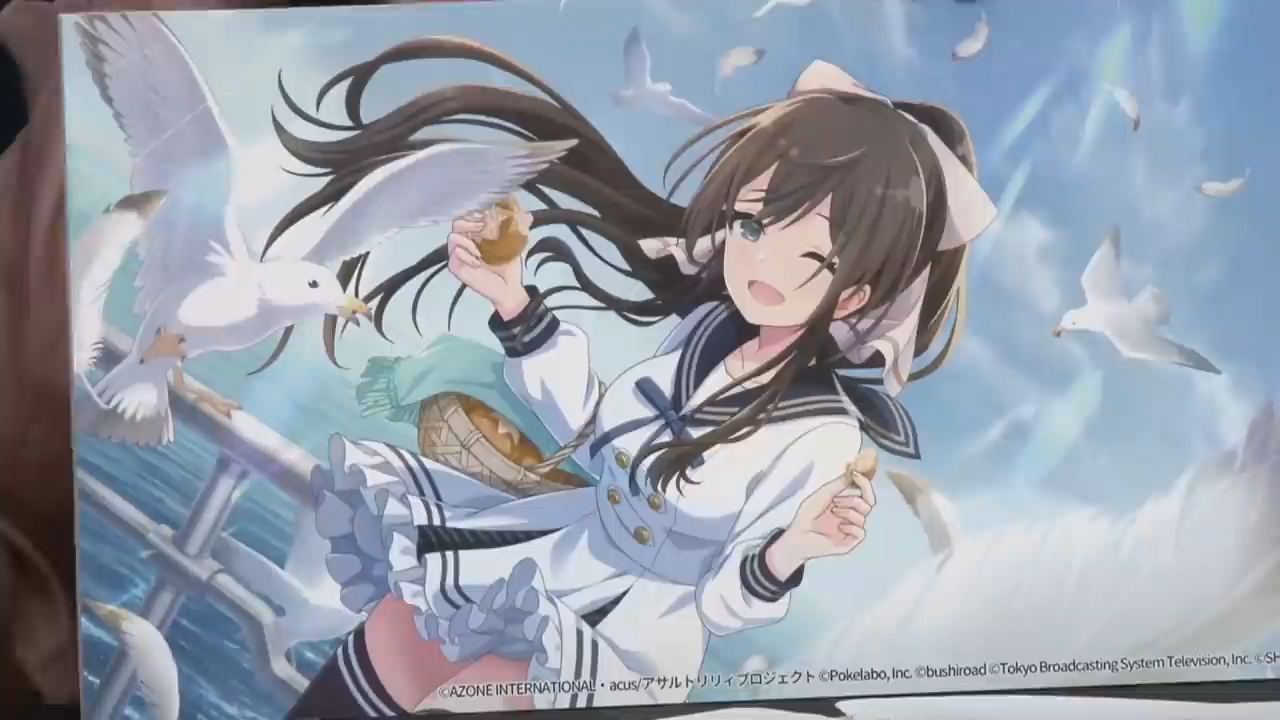 ©AZONE INTERNATIONAL・acus/アサルトリリィプロジェクト ©Pokelabo, Inc. ©bushiroad ©Tokyo Broadcasting System Television, Inc. ©SH